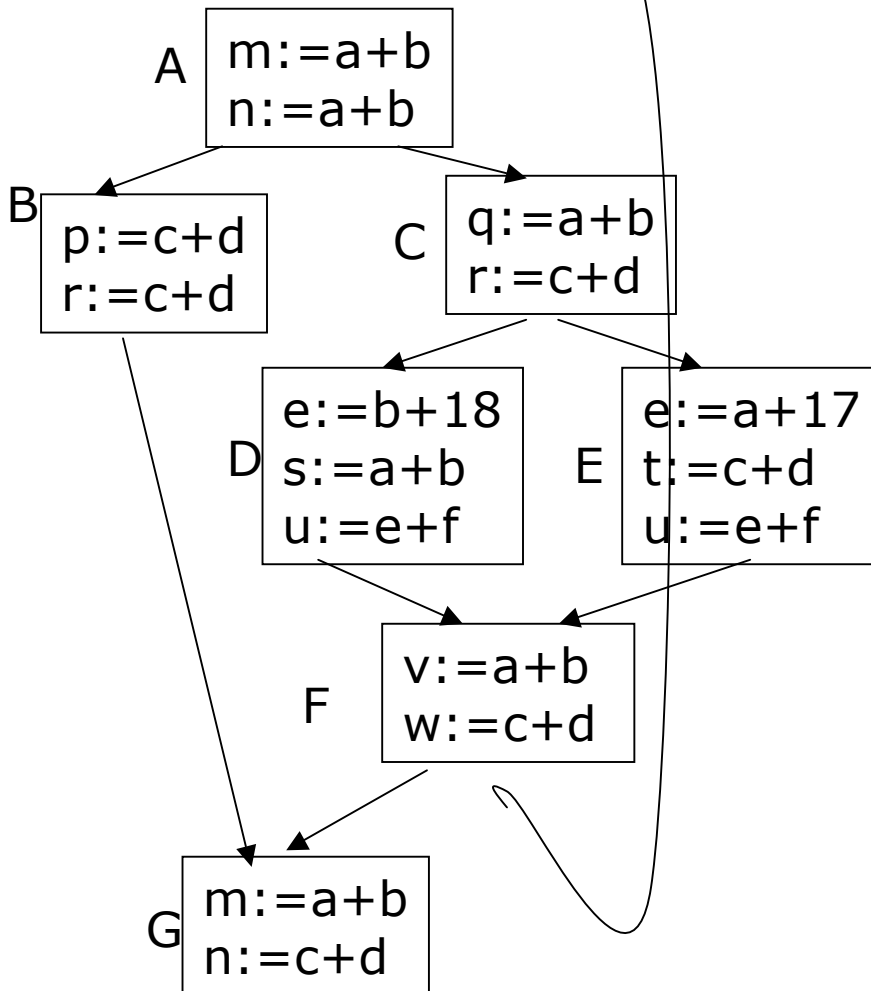 A
m:=a+b
n:=a+b
B
p:=c+d
r:=c+d
C
q:=a+b
r:=c+d
D
e:=b+18
s:=a+b
u:=e+f
E
e:=a+17
t:=c+d
u:=e+f
F
v:=a+b
w:=c+d
G
m:=a+b
n:=c+d